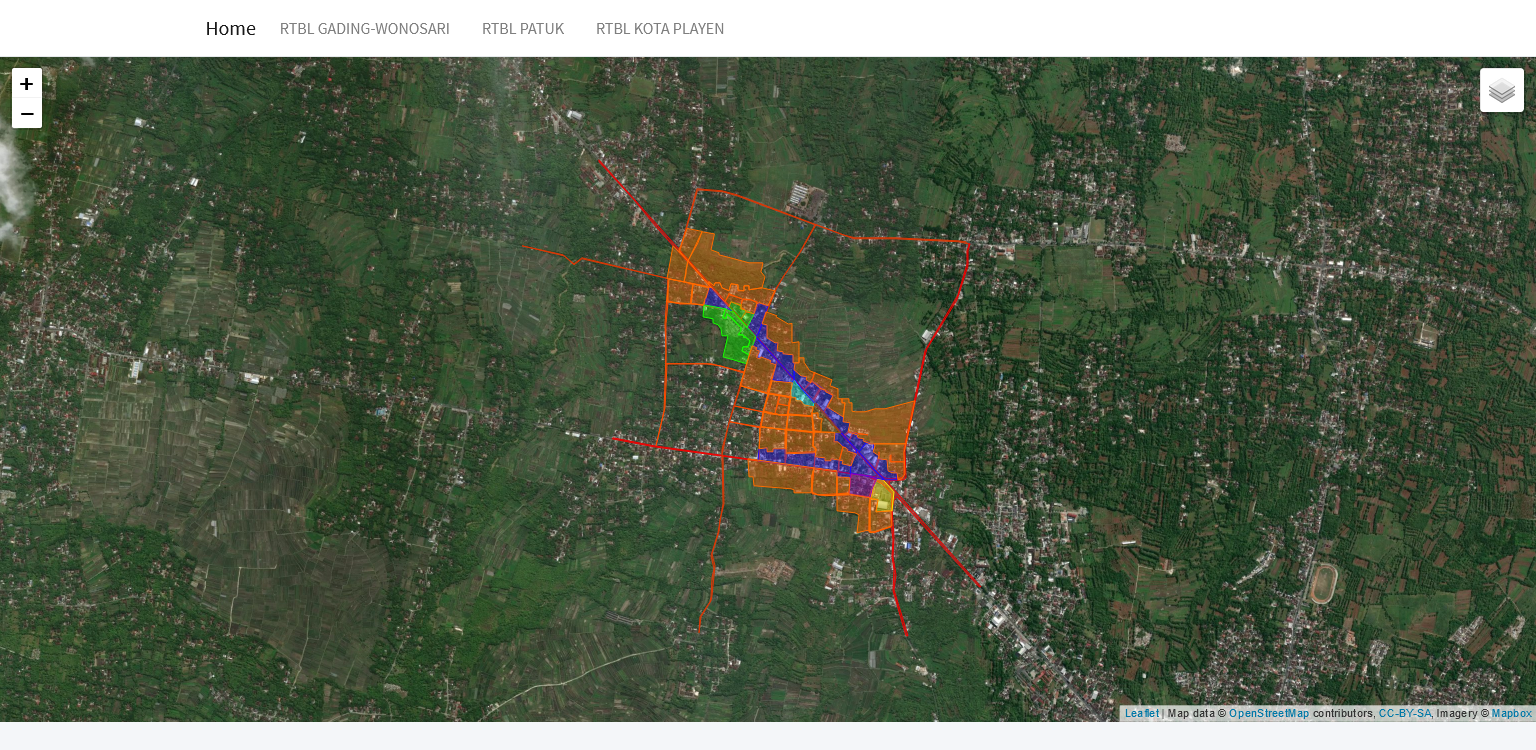 Home RTBL GADING-WONOSARI RTBL PATUK RTBL KOTA PLAYEN
+
−
Leaflet | Map data © OpenStreetMap contributors, CC-BY-SA, Imagery © Mapbox